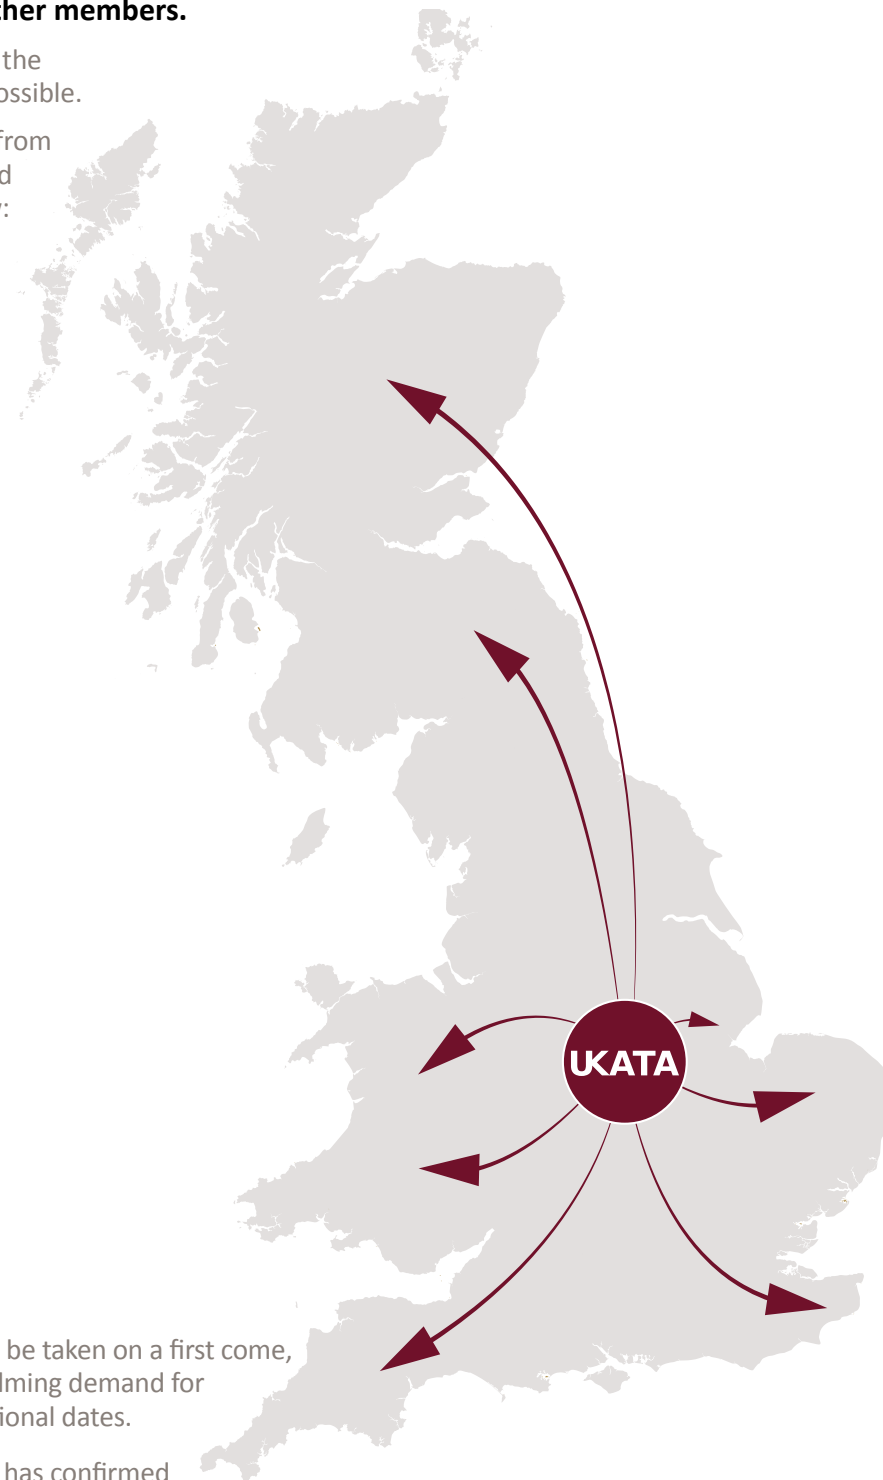 ther members.
the
ossible.
from
d
y:
UKATA
be taken on a first come,
lming demand for
ional dates.
has confirmed